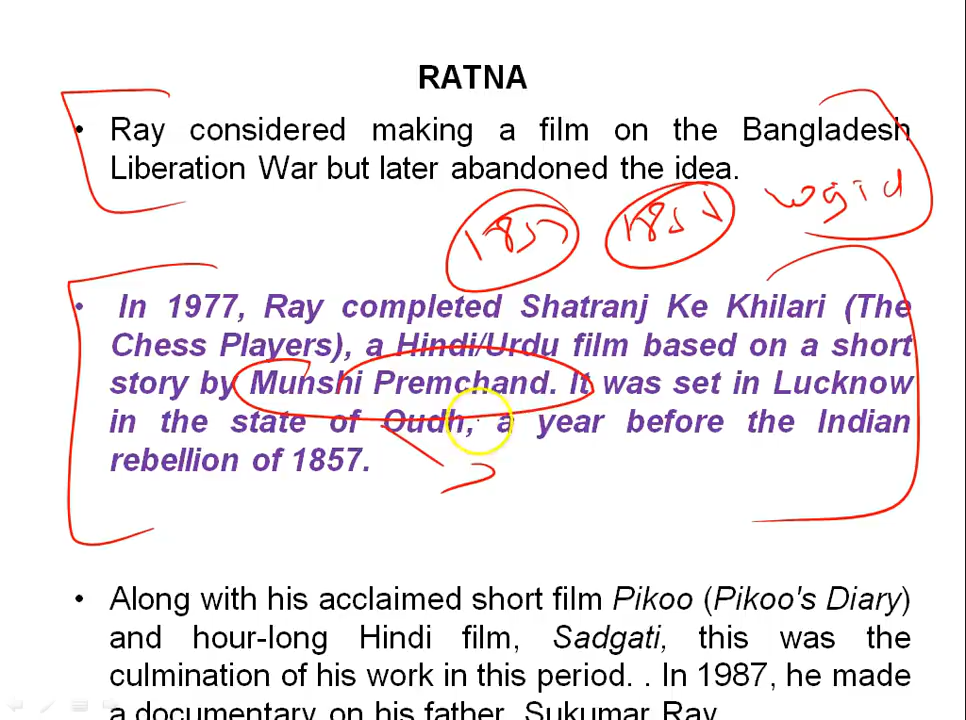 RATNA
• Ray considered making a film on the Bangladesh
Liberation War but later abandoned the idea.
• In 1977, Ray completed Shatranj Ke Khilari (The
Chess Players), a Hindi/Urdu film based on a short
story by Munshi Premchand. It was set in Lucknow
in the state of Oudh, a year before the Indian
rebellion of 1857.
• Along with his acclaimed short film Pikoo (Pikoo's Diary)
and hour-long Hindi film, Sadgati, this was the
culmination of his work in this period. . In 1987, he made
a documentary on his father, Sukumar Ray